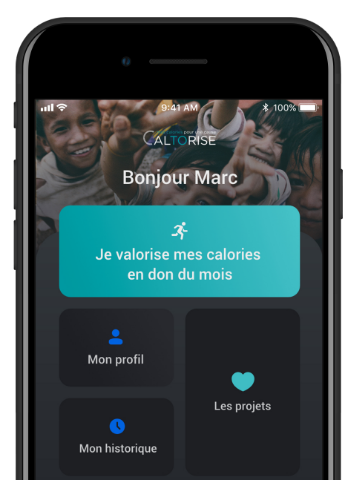 9:41 AM
100%
CALTORISE
Bonjour Marc
Je valorise mes calories
en don du mois
Mon profil
Les projets
Mon historique